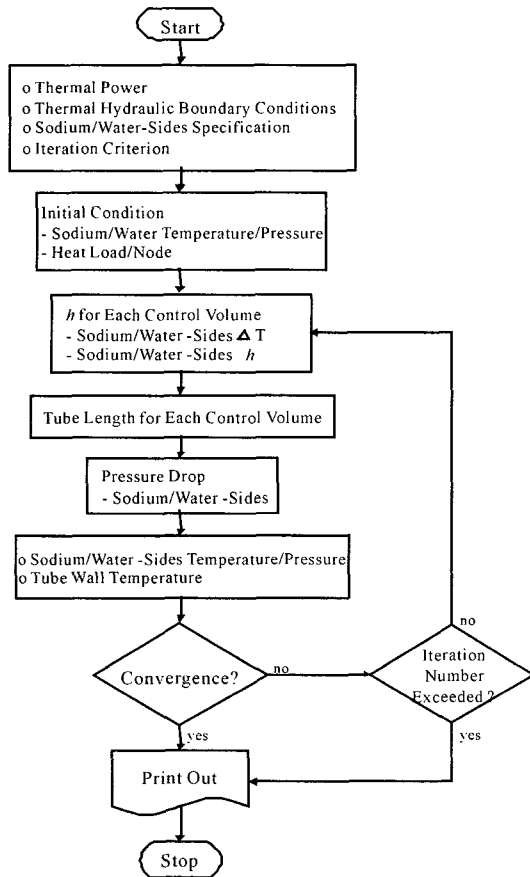 Start
o Thermal Power
o Thermal Hydraulic Boundary Conditions
o Sodium/Water-Sides Specification
o Iteration Criterion
Initial Condition
- Sodium/Water Temperature/Pressure
- Heat Load/Node
h for Each Control Volume
- Sodium/Water -Sides Δ T
- Sodium/Water -Sides h
Tube Length for Each Control Volume
Pressure Drop
- Sodium/Water -Sides
o Sodium/Water -Sides Temperature/Pressure
o Tube Wall Temperature
Convergence?
no
Iteration
Number
Exceeded ?
no
yes
yes
Print Out
Stop